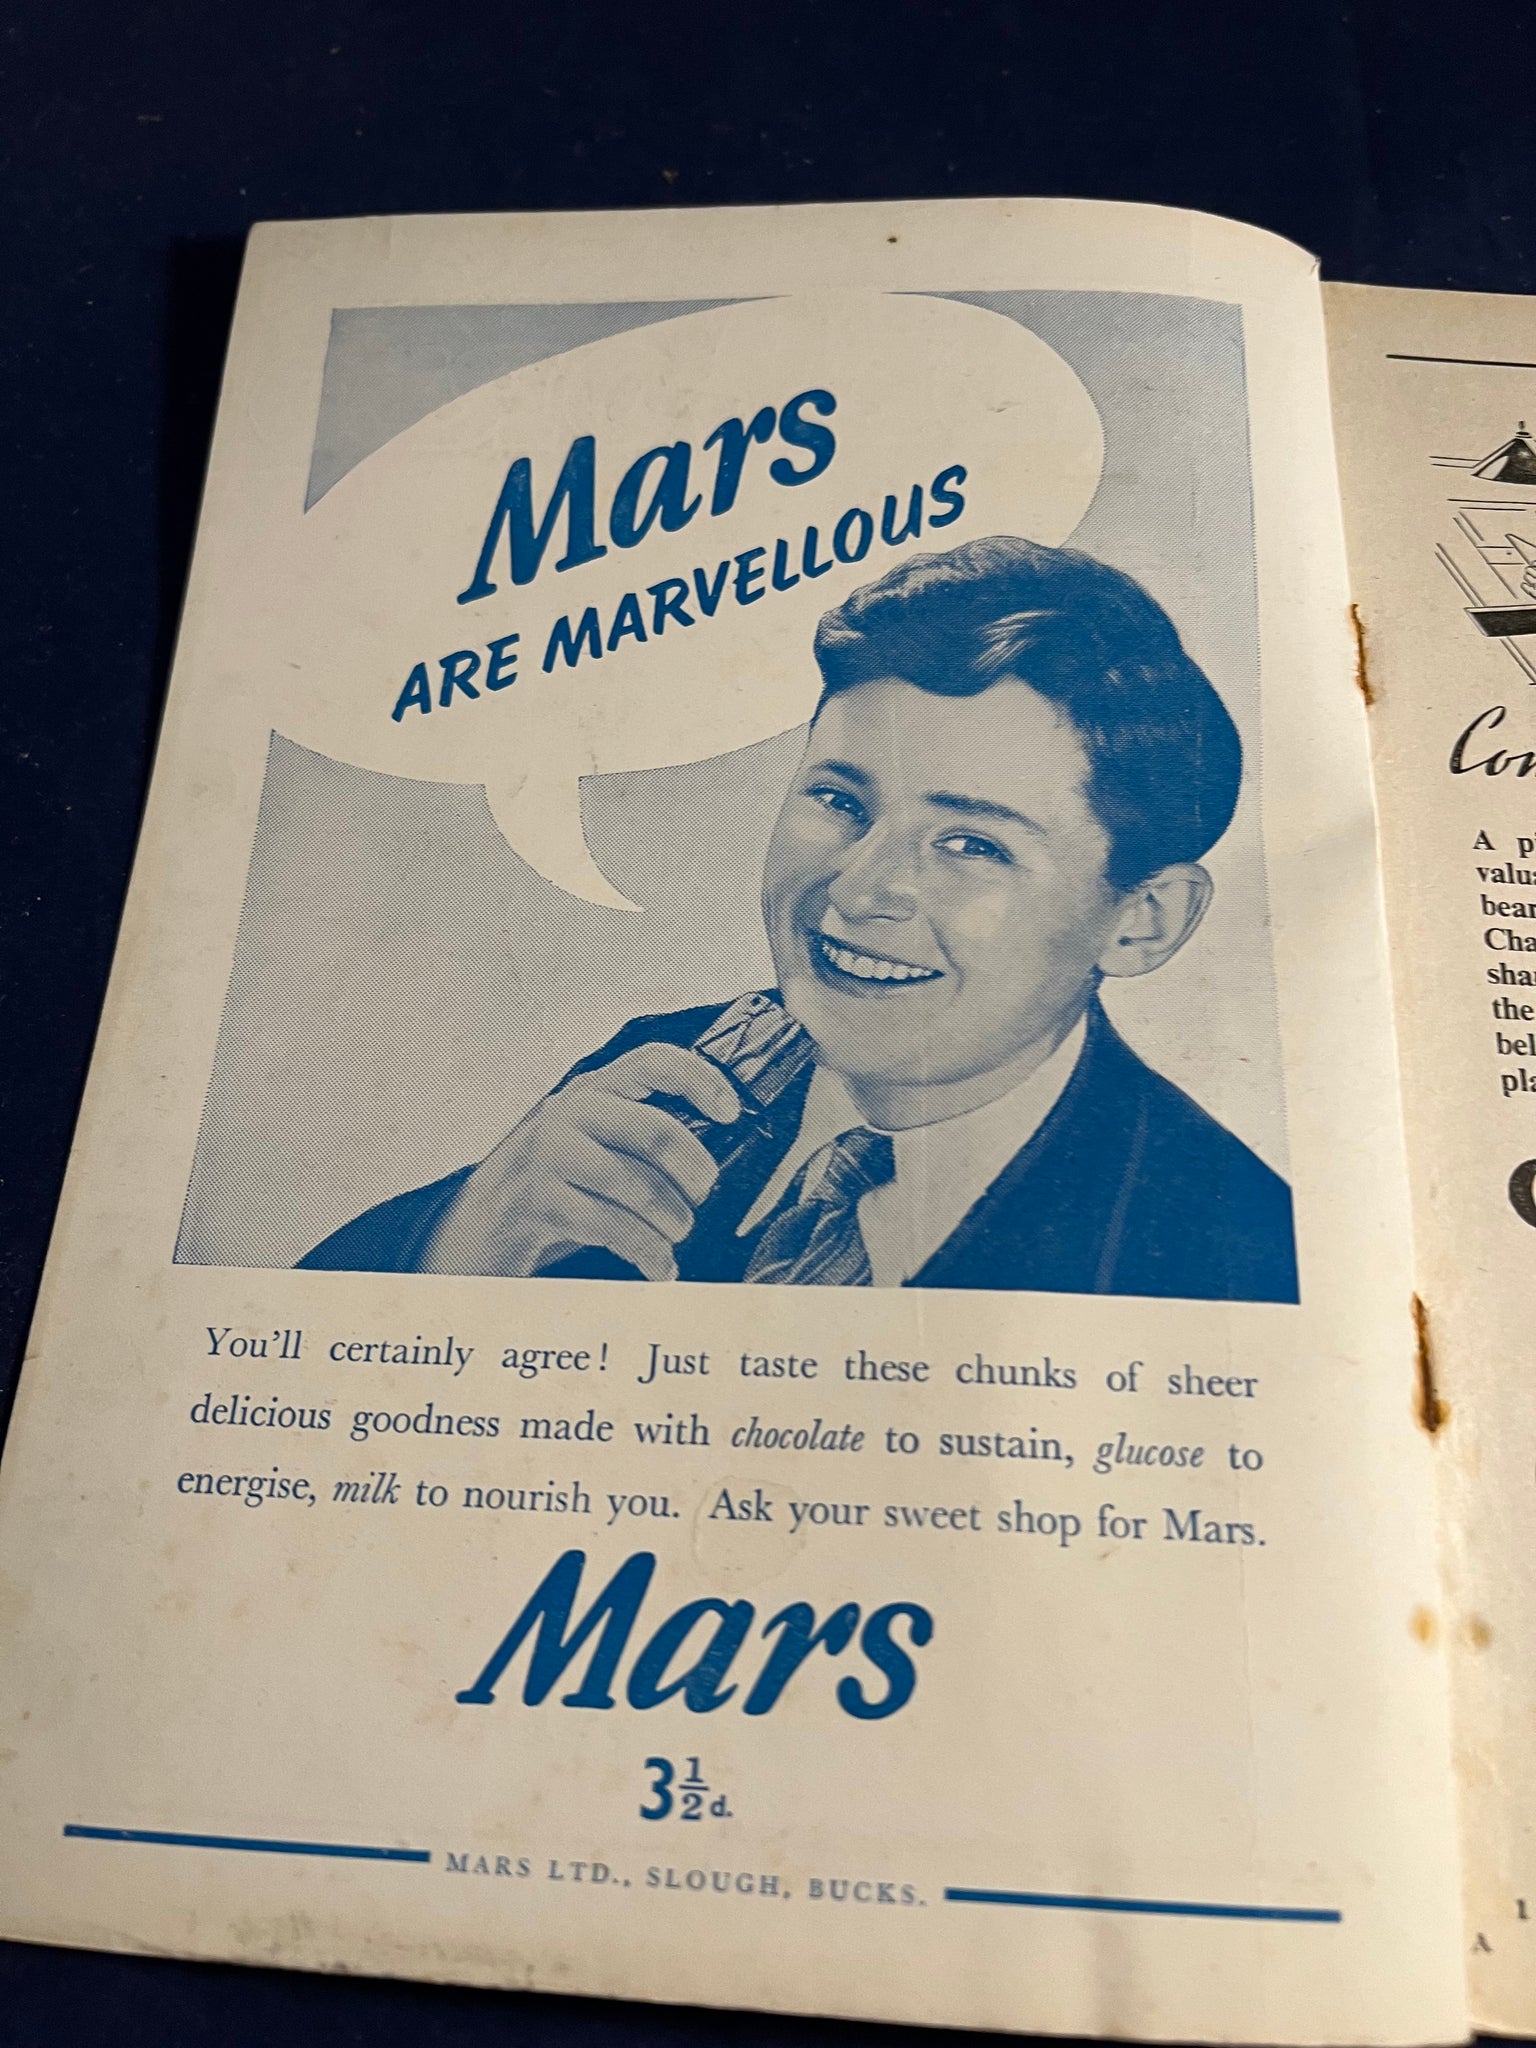 Mars
ARE MARVELLOUS
You'll certainly agree! Just taste these chunks of sheer
delicious goodness made with chocolate to sustain, glucose to
energise, milk to nourish you. Ask your sweet shop for Mars.
Mars
3½d.
MARS LTD., SLOUGH, BUCKS.
A
the
1
A